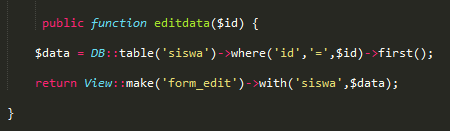 public function editdata($id) {
$data = DB::table('siswa')->where('id','=',$id)->first();
return View::make('form_edit')->with('siswa',$data);
}